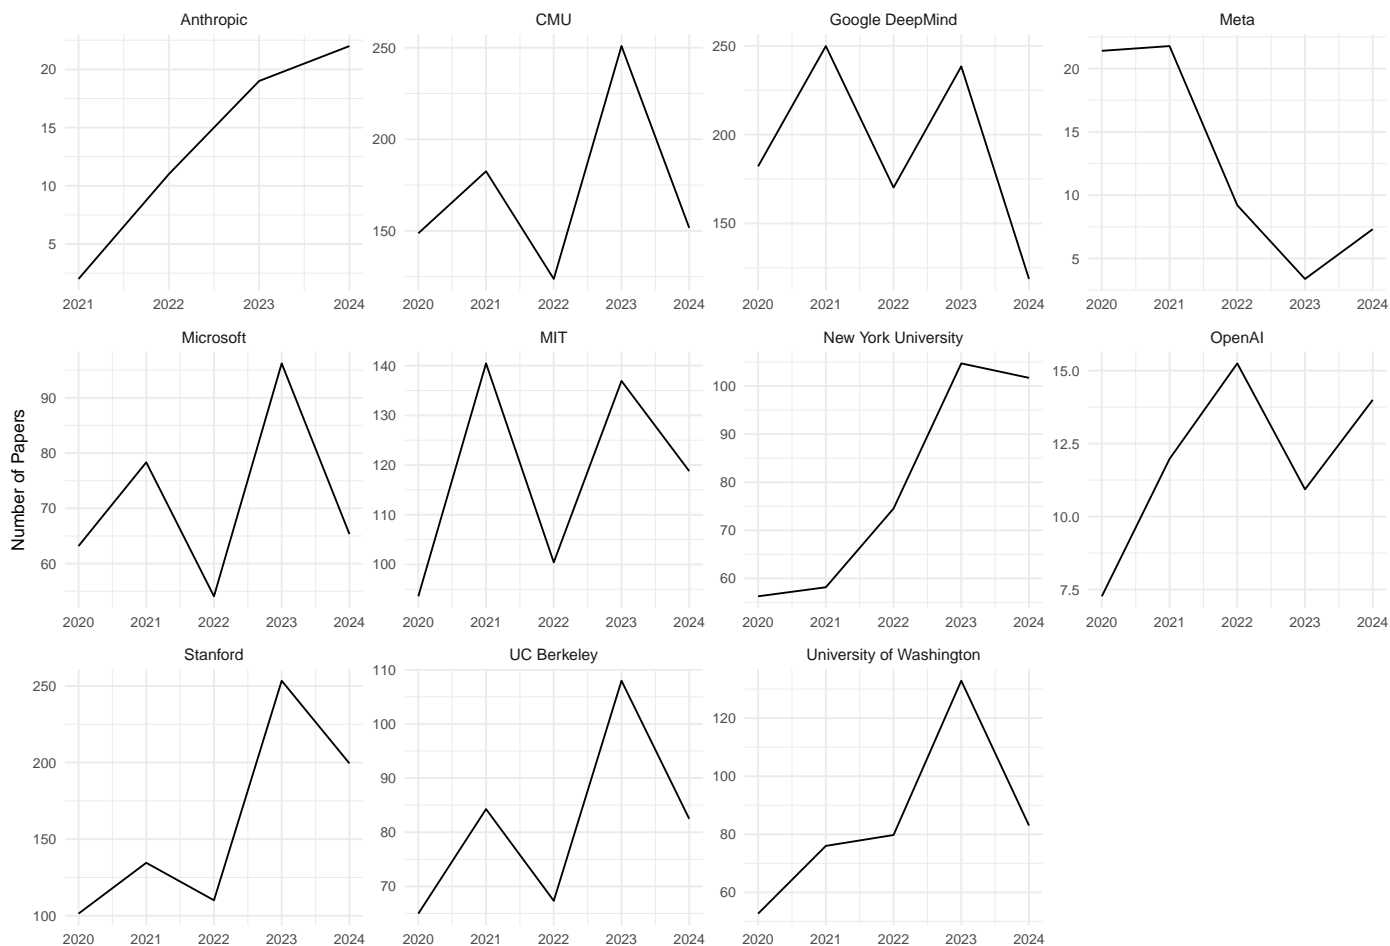 Number of Papers
Anthropic
20
15
10
5
2021 2022 2023 2024
CMU
250
200
150
2020 2021 2022 2023 2024
Google DeepMind
250
200
150
2020 2021 2022 2023 2024
Meta
20
15
10
5
2020 2021 2022 2023 2024
Microsoft
90
80
70
60
2020 2021 2022 2023 2024
MIT
140
130
120
110
100
2020 2021 2022 2023 2024
New York University
100
90
80
70
60
2020 2021 2022 2023 2024
OpenAI
15.0
12.5
10.0
7.5
2020 2021 2022 2023 2024
Stanford
250
200
150
100
2020 2021 2022 2023 2024
UC Berkeley
110
100
90
80
70
2020 2021 2022 2023 2024
University of Washington
120
100
80
60
2020 2021 2022 2023 2024